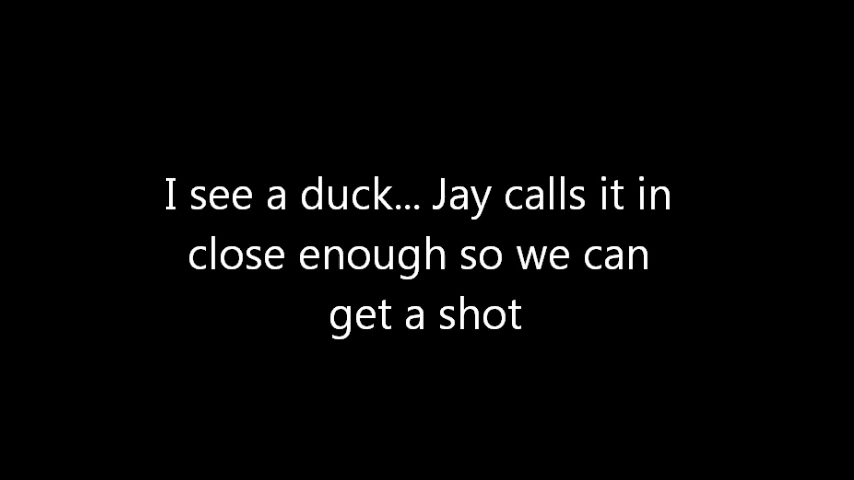 I see a duck... Jay calls it in
close enough so we can
get a shot